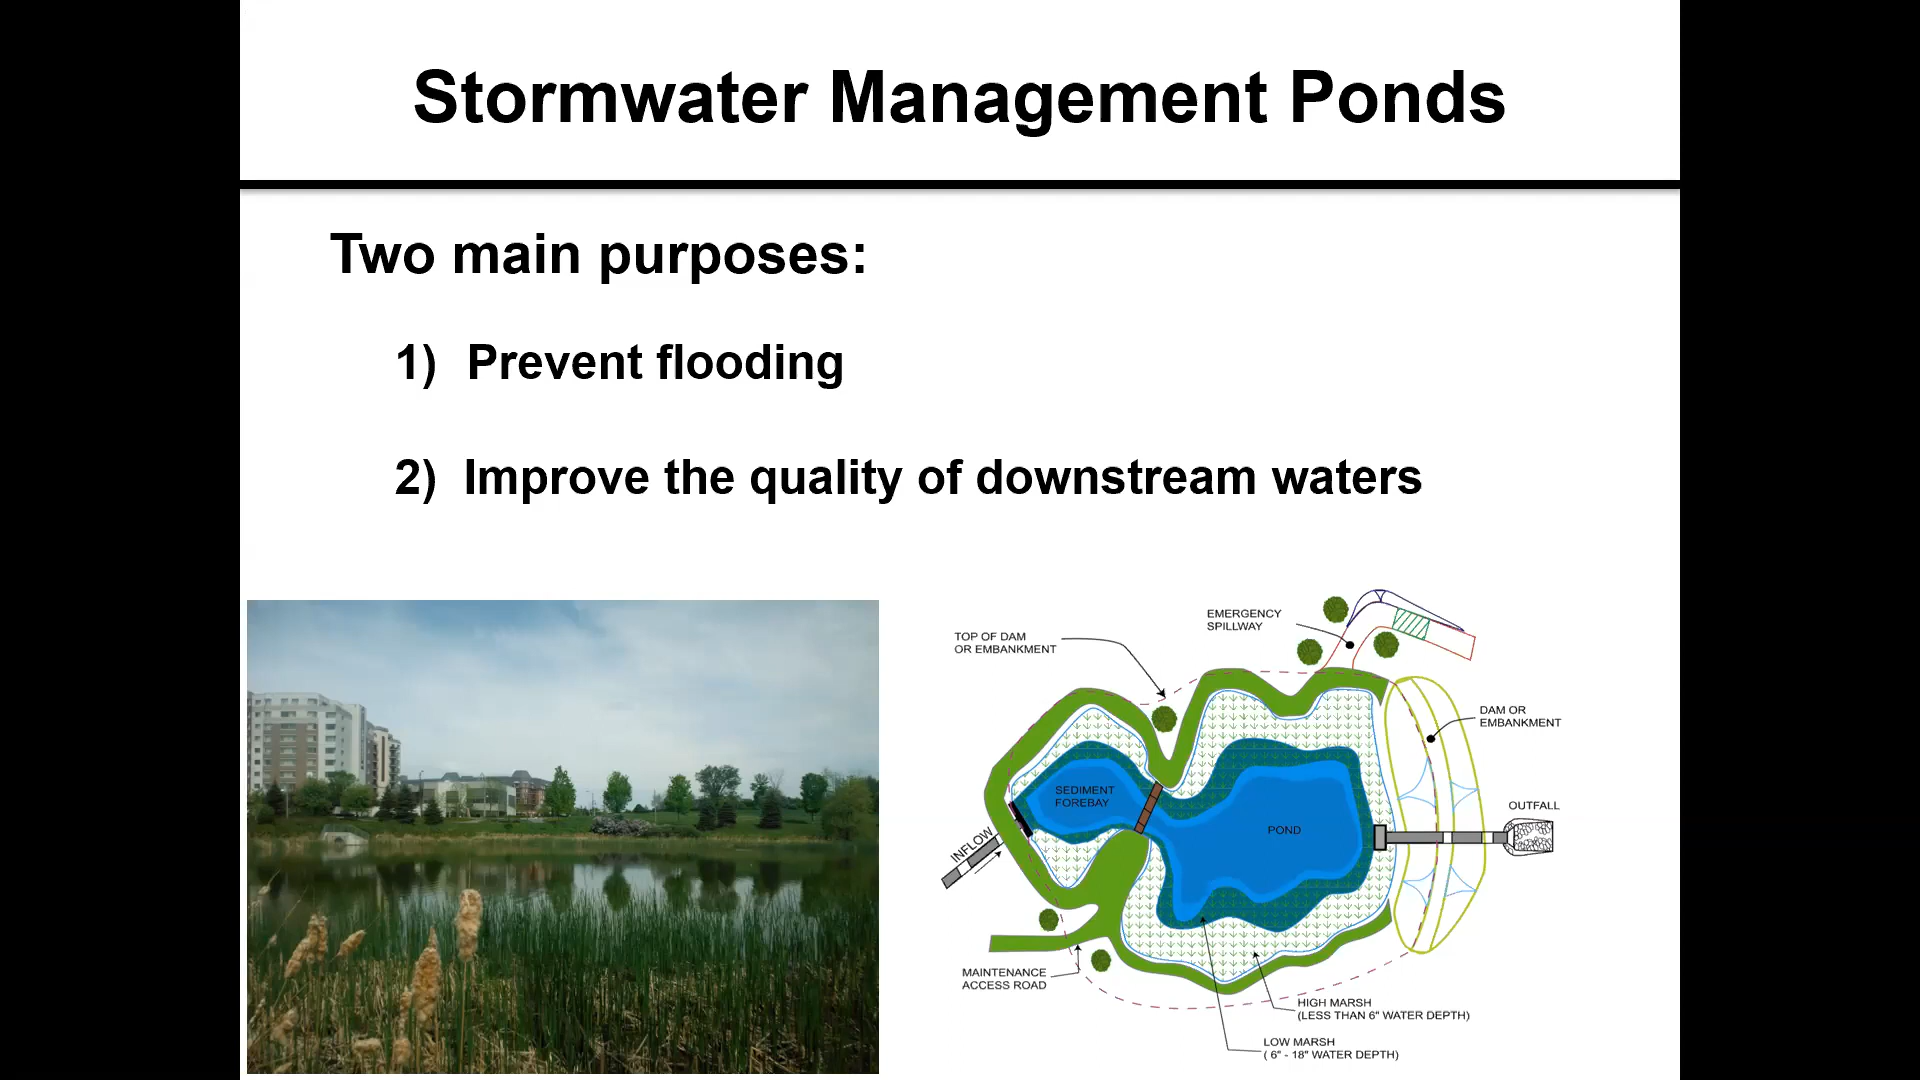 Stormwater Management Ponds
Two main purposes:
1) Prevent flooding
2) Improve the quality of downstream waters
EMERGENCY
SPILLWAY
TOP OF DAM
OR EMBANKMENT
DAM OR
EMBANKMENT
SEDIMENT
FOREBAY
OUTFALL
POND
INFLOW
MAINTENANCE
ACCESS ROAD
HIGH MARSH
(LESS THAN 6" WATER DEPTH)
LOW MARSH
( 6" - 18" WATER DEPTH)